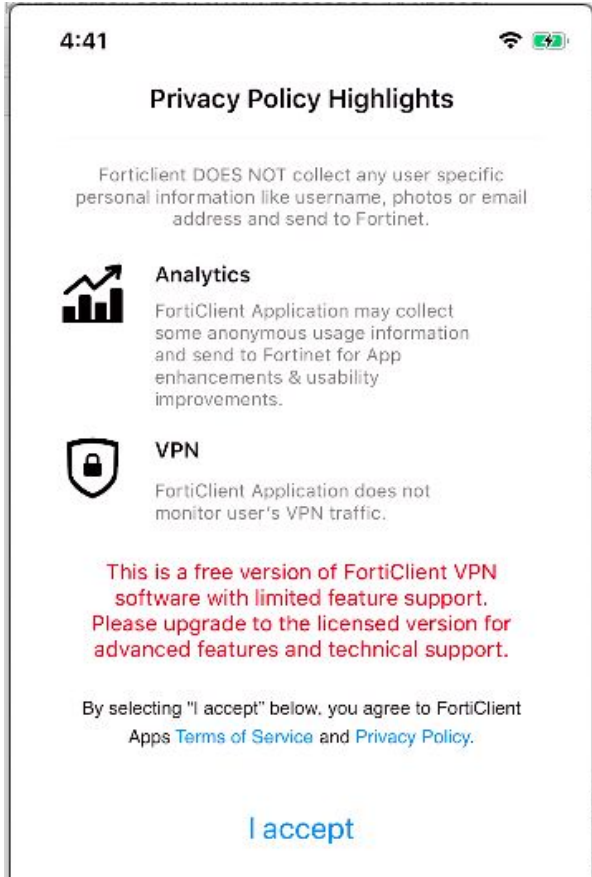 4:41
Privacy Policy Highlights
Forticlient DOES NOT collect any user specific
personal information like username, photos or email
address and send to Fortinet.
Analytics
FortiClient Application may collect
some anonymous usage information
and send to Fortinet for App
enhancements & usability
improvements.
VPN
FortiClient Application does not
monitor user's VPN traffic.
This is a free version of FortiClient VPN
software with limited feature support.
Please upgrade to the licensed version for
advanced features and technical support.
By selecting "I accept" below, you agree to FortiClient
Apps Terms of Service and Privacy Policy.
I accept